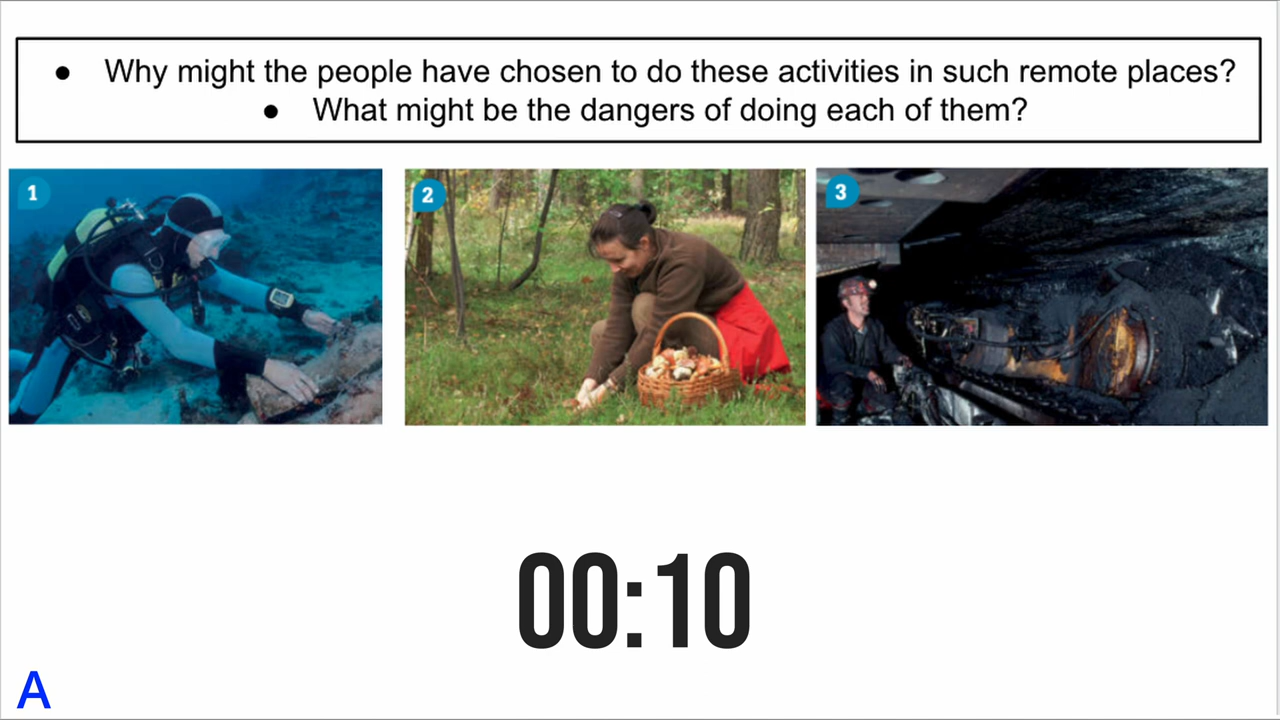 ● Why might the people have chosen to do these activities in such remote places?
● What might be the dangers of doing each of them?
1
2
3
00:10
A